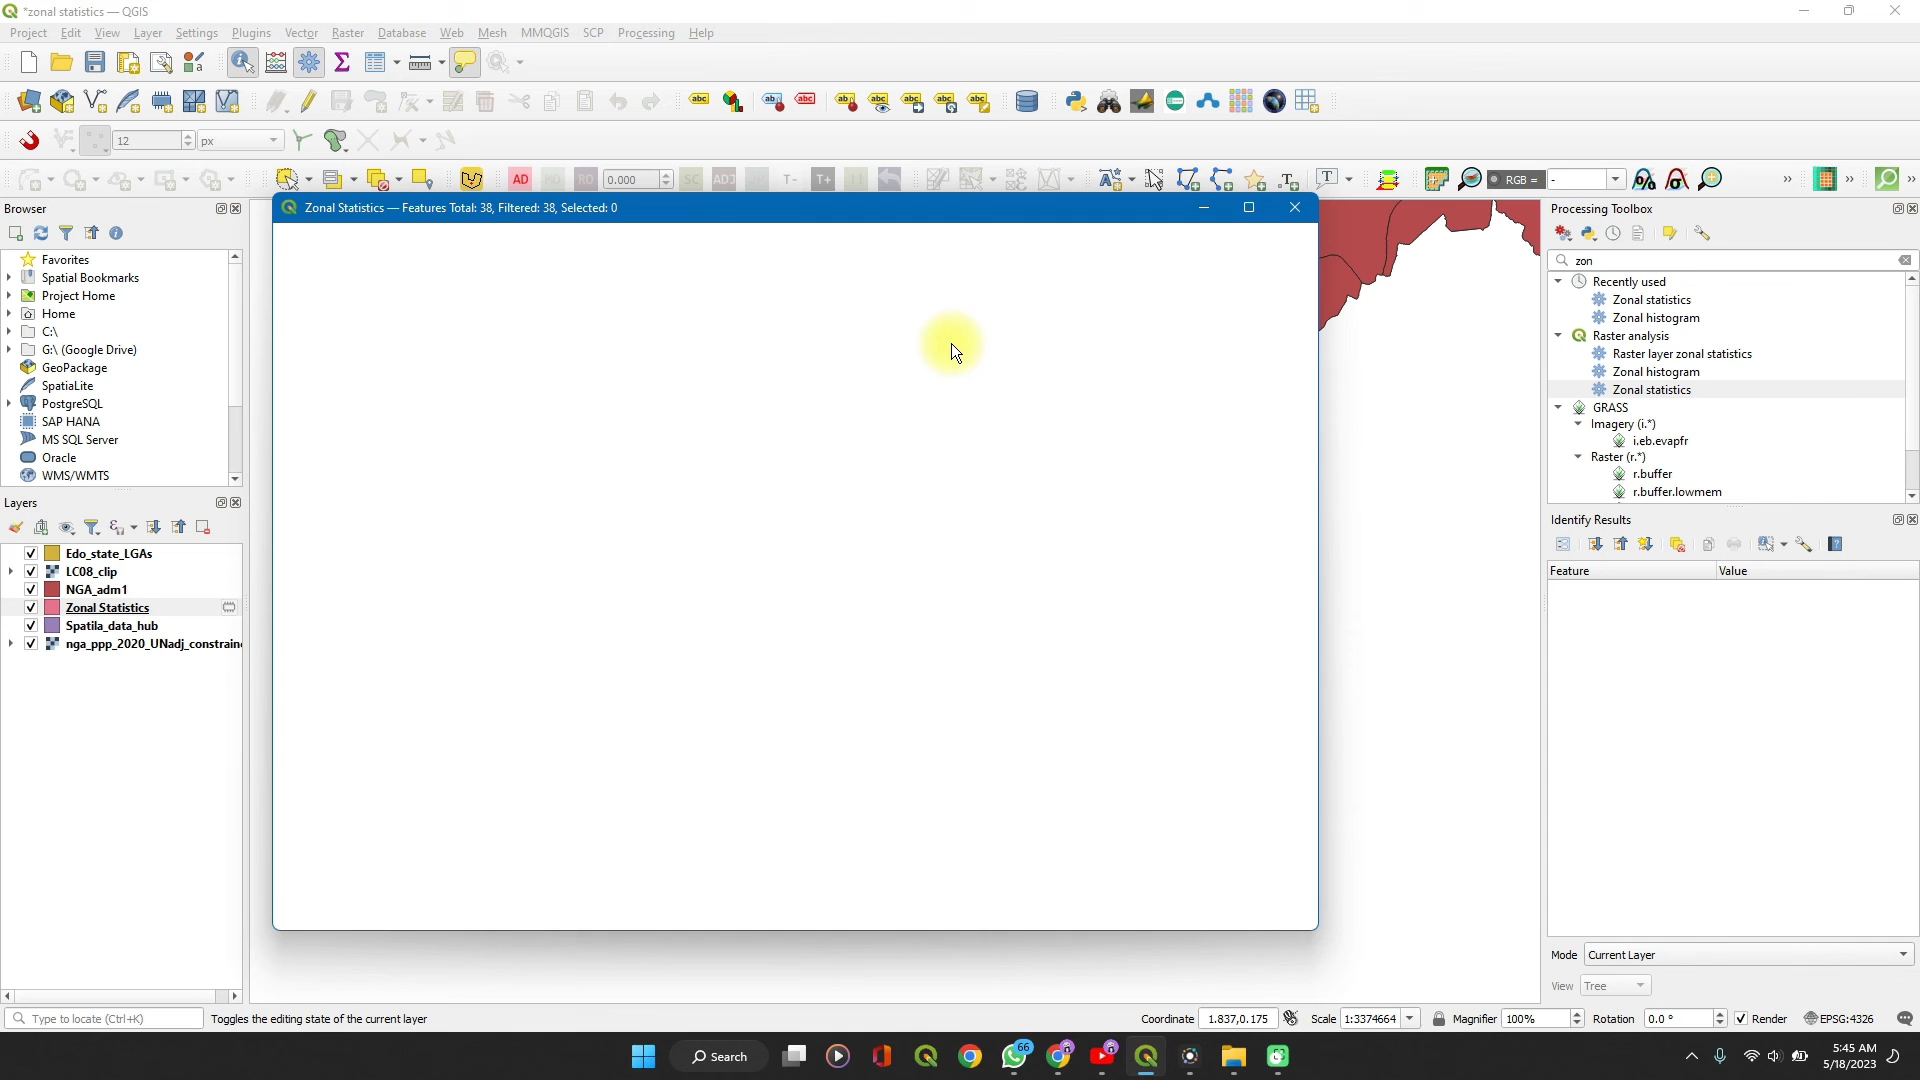 *zonal statistics — QGIS
Project Edit View Layer Settings Plugins Vector Raster Database Web Mesh MMQGIS SCP Processing Help
12 px
AD 0.000 SC ADJ T- T+ RGB = -
Browser
Favorites
Spatial Bookmarks
Project Home
Home
C:\
G:\ (Google Drive)
GeoPackage
SpatiaLite
PostgreSQL
SAP HANA
MS SQL Server
Oracle
WMS/WMTS
Layers
Edo_state_LGAs
LC08_clip
NGA_adm1
Zonal Statistics
Spatila_data_hub
nga_ppp_2020_UNadj_constraine
Zonal Statistics — Features Total: 38, Filtered: 38, Selected: 0
Processing Toolbox
zon
Recently used
Zonal statistics
Zonal histogram
Raster analysis
Raster layer zonal statistics
Zonal histogram
Zonal statistics
GRASS
Imagery (i.*)
i.eb.evapfr
Raster (r.*)
r.buffer
r.buffer.lowmem
Identify Results
Feature Value
Mode Current Layer
View Tree
Type to locate (Ctrl+K) Toggles the editing state of the current layer Coordinate 1.837,0.175 Scale 1:3374664 Magnifier 100% Rotation 0.0 ° Render EPSG:4326
Search 66 5:45 AM
5/18/2023